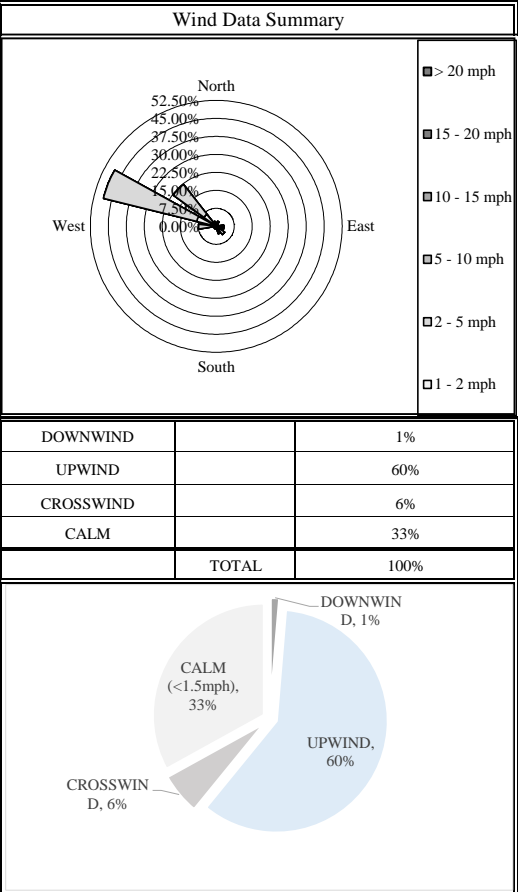 Wind Data Summary
North
52.50%
45.00%
37.50%
30.00%
22.50%
15.00%
7.50%
0.00%
West
East
South
> 20 mph
15 - 20 mph
10 - 15 mph
5 - 10 mph
2 - 5 mph
1 - 2 mph
DOWNWIND 1%
UPWIND 60%
CROSSWIND 6%
CALM 33%
TOTAL 100%
DOWNWIN
D, 1%
CALM
(<1.5mph),
33%
UPWIND,
60%
CROSSWIN
D, 6%